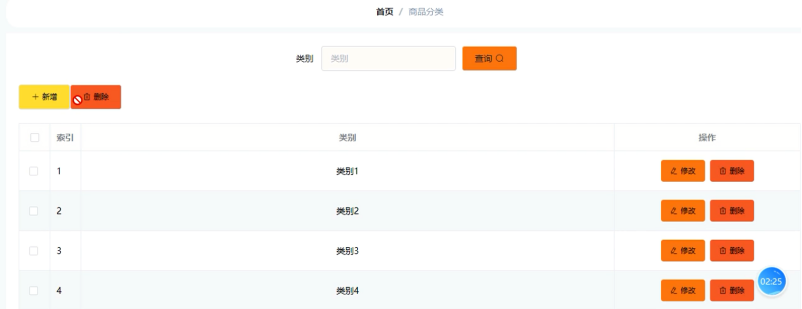 首页 / 商品分类
类别 类别 查询
+ 新增 删除
索引 类别 操作
1 类别1 修改 删除
2 类别2 修改 删除
3 类别3 修改 删除
4 类别4 修改 删除
02:25